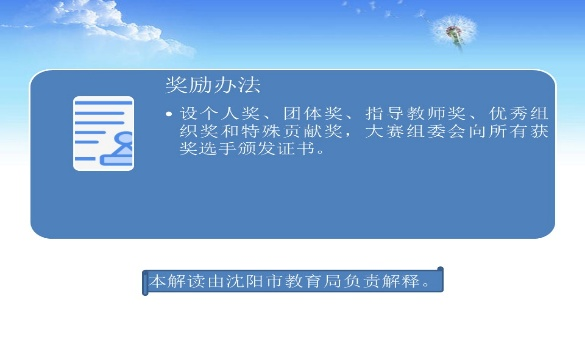 奖励办法
• 设个人奖、团体奖、指导教师奖、优秀组
织奖和特殊贡献奖，大赛组委会向所有获
奖选手颁发证书。
本解读由沈阳市教育局负责解释。